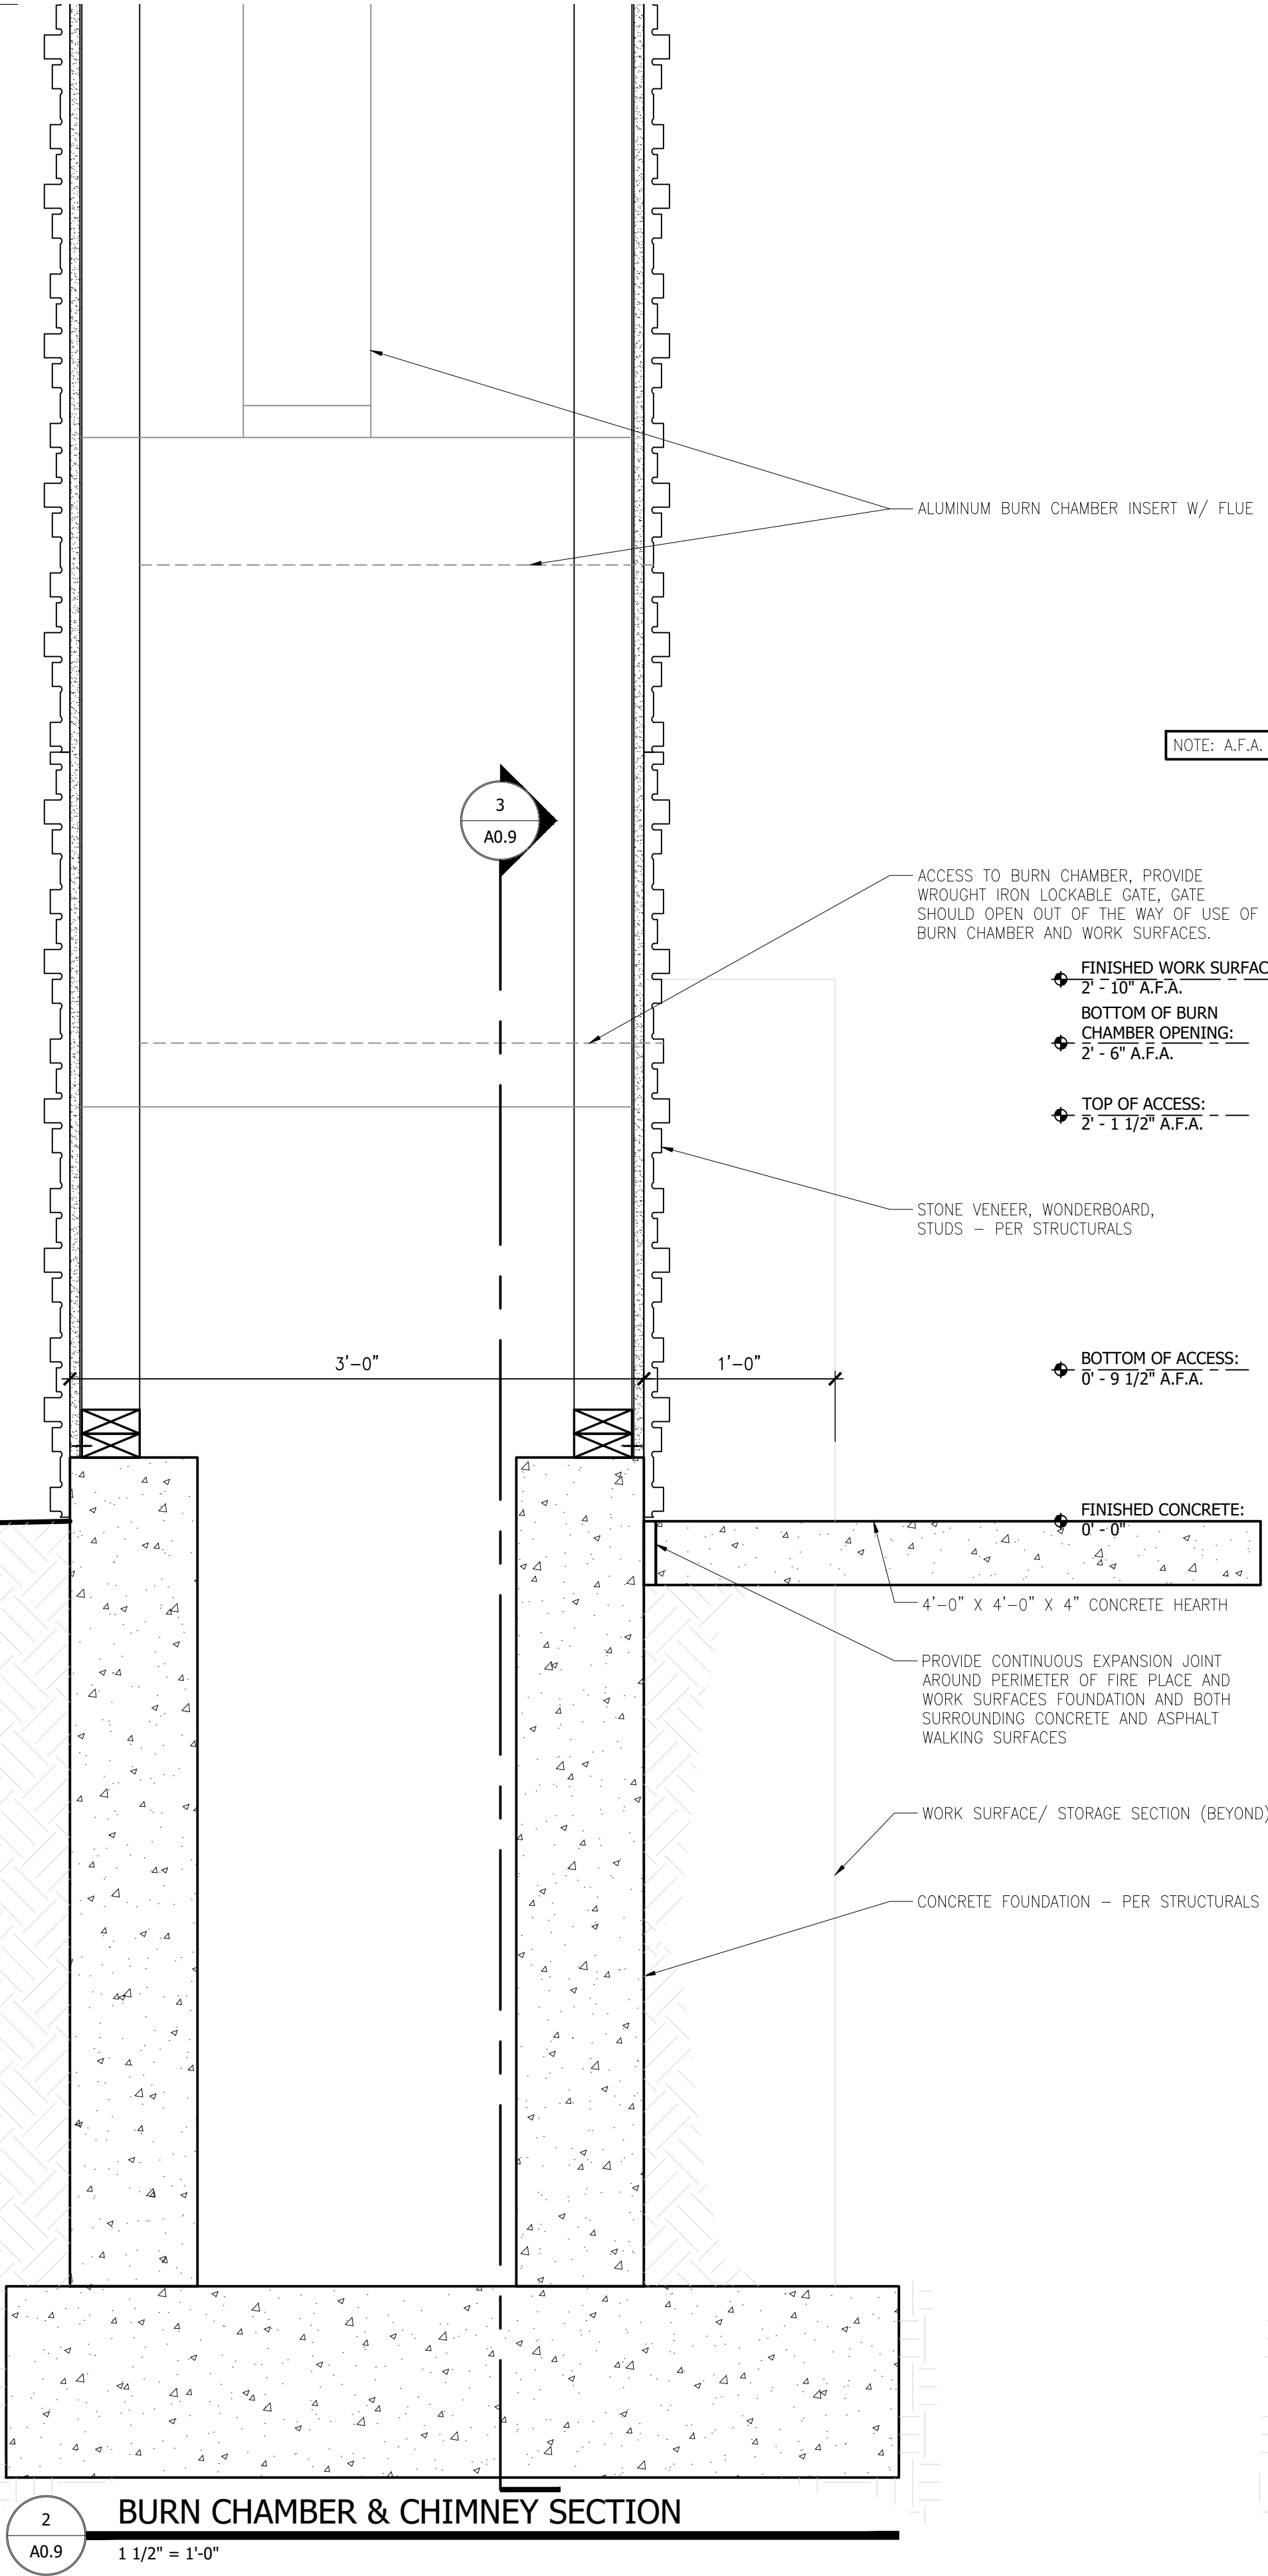 ALUMINUM BURN CHAMBER INSERT W/ FLUE
NOTE: A.F.A.
3
A0.9
ACCESS TO BURN CHAMBER, PROVIDE
WROUGHT IRON LOCKABLE GATE, GATE
SHOULD OPEN OUT OF THE WAY OF USE OF
BURN CHAMBER AND WORK SURFACES.
FINISHED WORK SURFAC
2' - 10" A.F.A.
BOTTOM OF BURN
CHAMBER OPENING:
2' - 6" A.F.A.
TOP OF ACCESS:
2' - 1 1/2" A.F.A.
STONE VENEER, WONDERBOARD,
STUDS – PER STRUCTURALS
3'-0"
1'-0"
BOTTOM OF ACCESS:
0' - 9 1/2" A.F.A.
FINISHED CONCRETE:
0' - 0"
4'-0" X 4'-0" X 4" CONCRETE HEARTH
PROVIDE CONTINUOUS EXPANSION JOINT
AROUND PERIMETER OF FIRE PLACE AND
WORK SURFACES FOUNDATION AND BOTH
SURROUNDING CONCRETE AND ASPHALT
WALKING SURFACES
WORK SURFACE/ STORAGE SECTION (BEYOND)
CONCRETE FOUNDATION – PER STRUCTURALS
2
A0.9
BURN CHAMBER & CHIMNEY SECTION
1 1/2" = 1'-0"